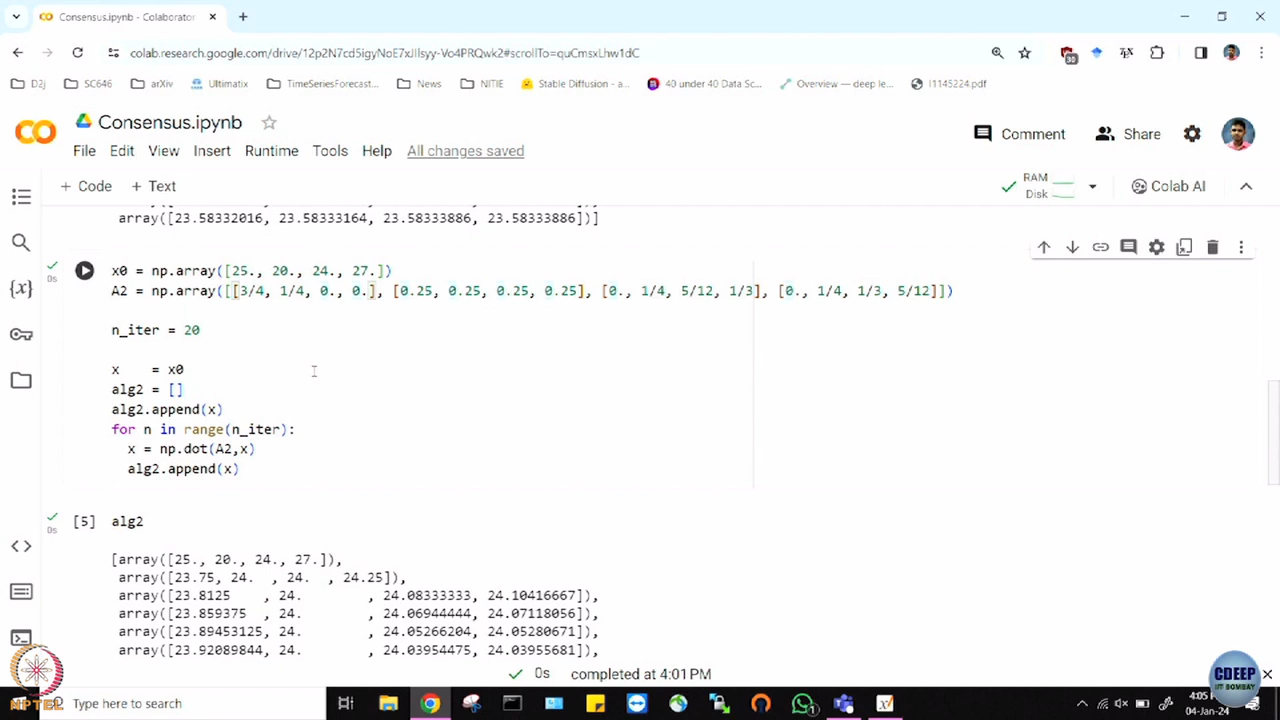 Consensus.ipynb - Colaborator
colab.research.google.com/drive/12p2N7cd5igyNoE7xJIlsyy-Vo4PRQwk2#scrollTo=quCmsxLhw1dC
30
D2j
SC646
arXiv
Ultimatix
TimeSeriesForecast...
News
NITIE
Stable Diffusion - a...
40 under 40 Data Sc...
Overview — deep le...
I1145224.pdf
Consensus.ipynb
Comment
Share
File Edit View Insert Runtime Tools Help All changes saved
+ Code + Text
RAM
Disk
Colab AI
array([23.58332016, 23.58333164, 23.58333886, 23.58333886])]
0s
x0 = np.array([25., 20., 24., 27.])
A2 = np.array([[3/4, 1/4, 0., 0.], [0.25, 0.25, 0.25, 0.25], [0., 1/4, 5/12, 1/3], [0., 1/4, 1/3, 5/12]])
n_iter = 20
x = x0
alg2 = []
alg2.append(x)
for n in range(n_iter):
x = np.dot(A2,x)
alg2.append(x)
0s
[5] alg2
[array([25., 20., 24., 27.]),
array([23.75, 24. , 24. , 24.25]),
array([23.8125 , 24. , 24.08333333, 24.10416667]),
array([23.859375 , 24. , 24.06944444, 24.07118056]),
array([23.89453125, 24. , 24.05266204, 24.05280671]),
array([23.92089844, 24. , 24.03954475, 24.03955681]),
0s completed at 4:01 PM
NPTEL
CDEEP
IIT BOMBAY
Type here to search
04-Jan-24